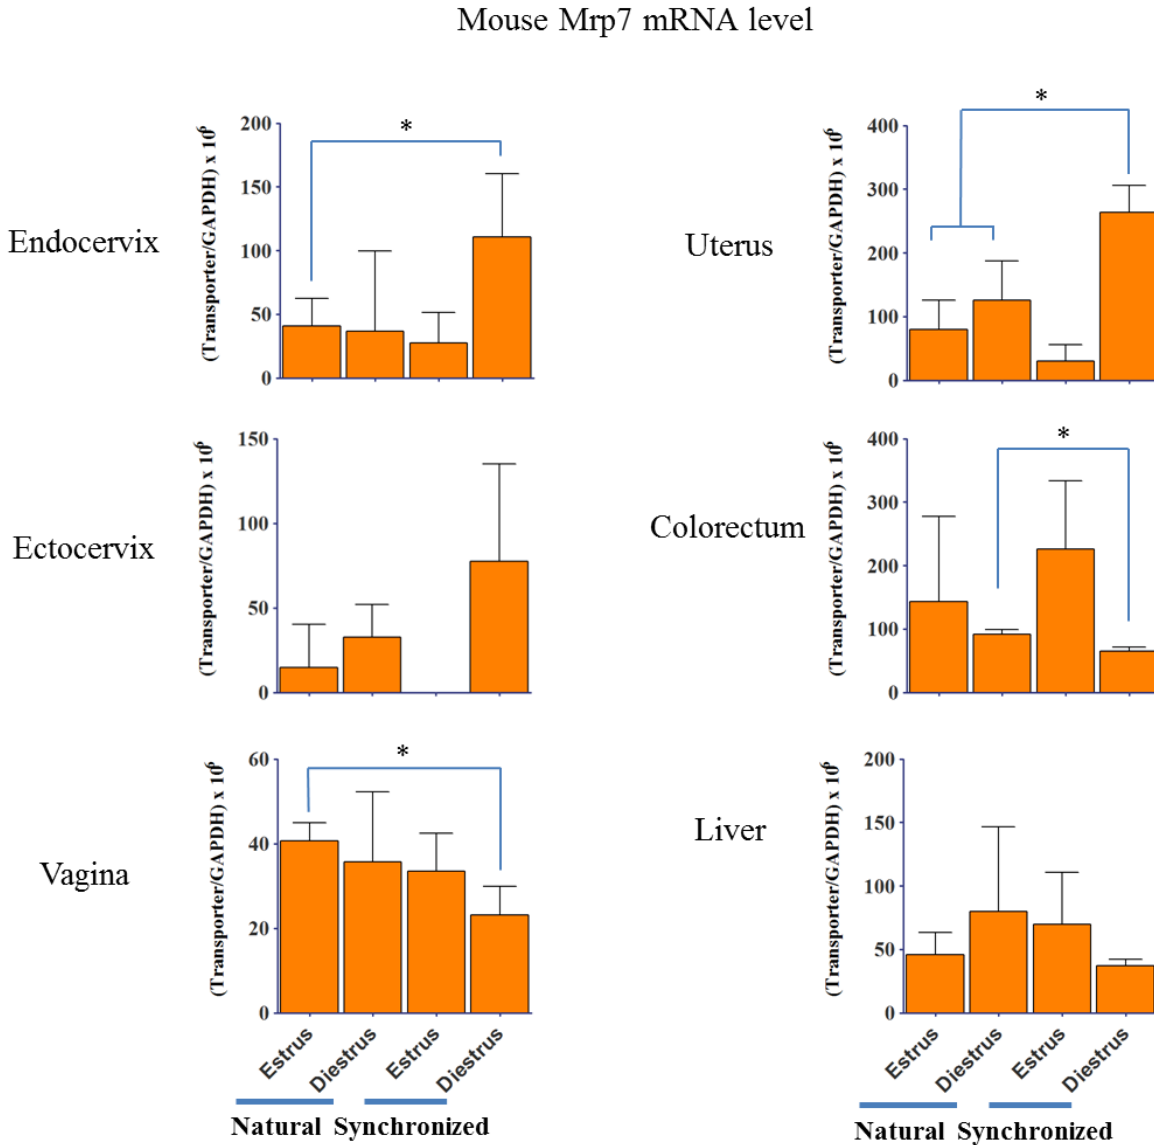 Mouse Mrp7 mRNA level
Endocervix
(Transporter/GAPDH) x 10⁶
200
150
100
50
0
*
Uterus
(Transporter/GAPDH) x 10⁶
400
300
200
100
0
*
Ectocervix
(Transporter/GAPDH) x 10⁶
150
100
50
0
Colorectum
(Transporter/GAPDH) x 10⁶
400
300
200
100
0
*
Vagina
(Transporter/GAPDH) x 10⁶
60
40
20
0
*
Estrus
Diestrus
Estrus
Diestrus
Natural Synchronized
Liver
(Transporter/GAPDH) x 10⁶
200
150
100
50
0
Estrus
Diestrus
Estrus
Diestrus
Natural Synchronized